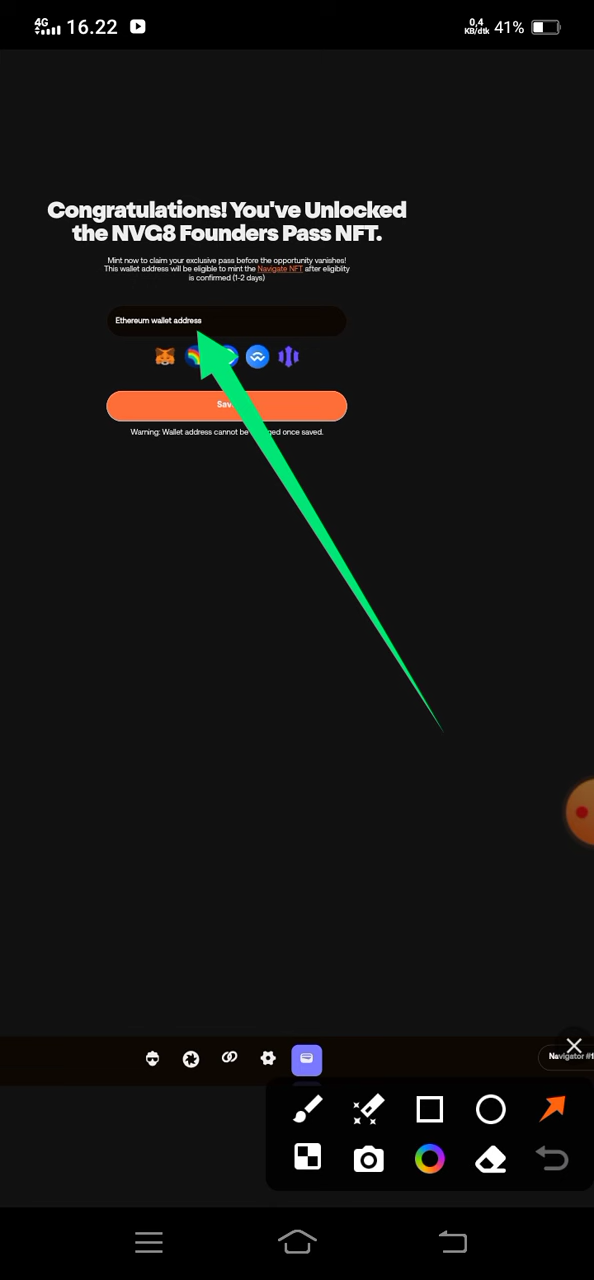 4G 16.22
0,4
KB/dtk 41%
Congratulations! You've Unlocked
the NVG8 Founders Pass NFT.
Mint now to claim your exclusive pass before the opportunity vanishes!
This wallet address will be eligible to mint the Navigate NFT after eligiblity
is confirmed (1-2 days)
Ethereum wallet address
Warning: Wallet address cannot be once saved.